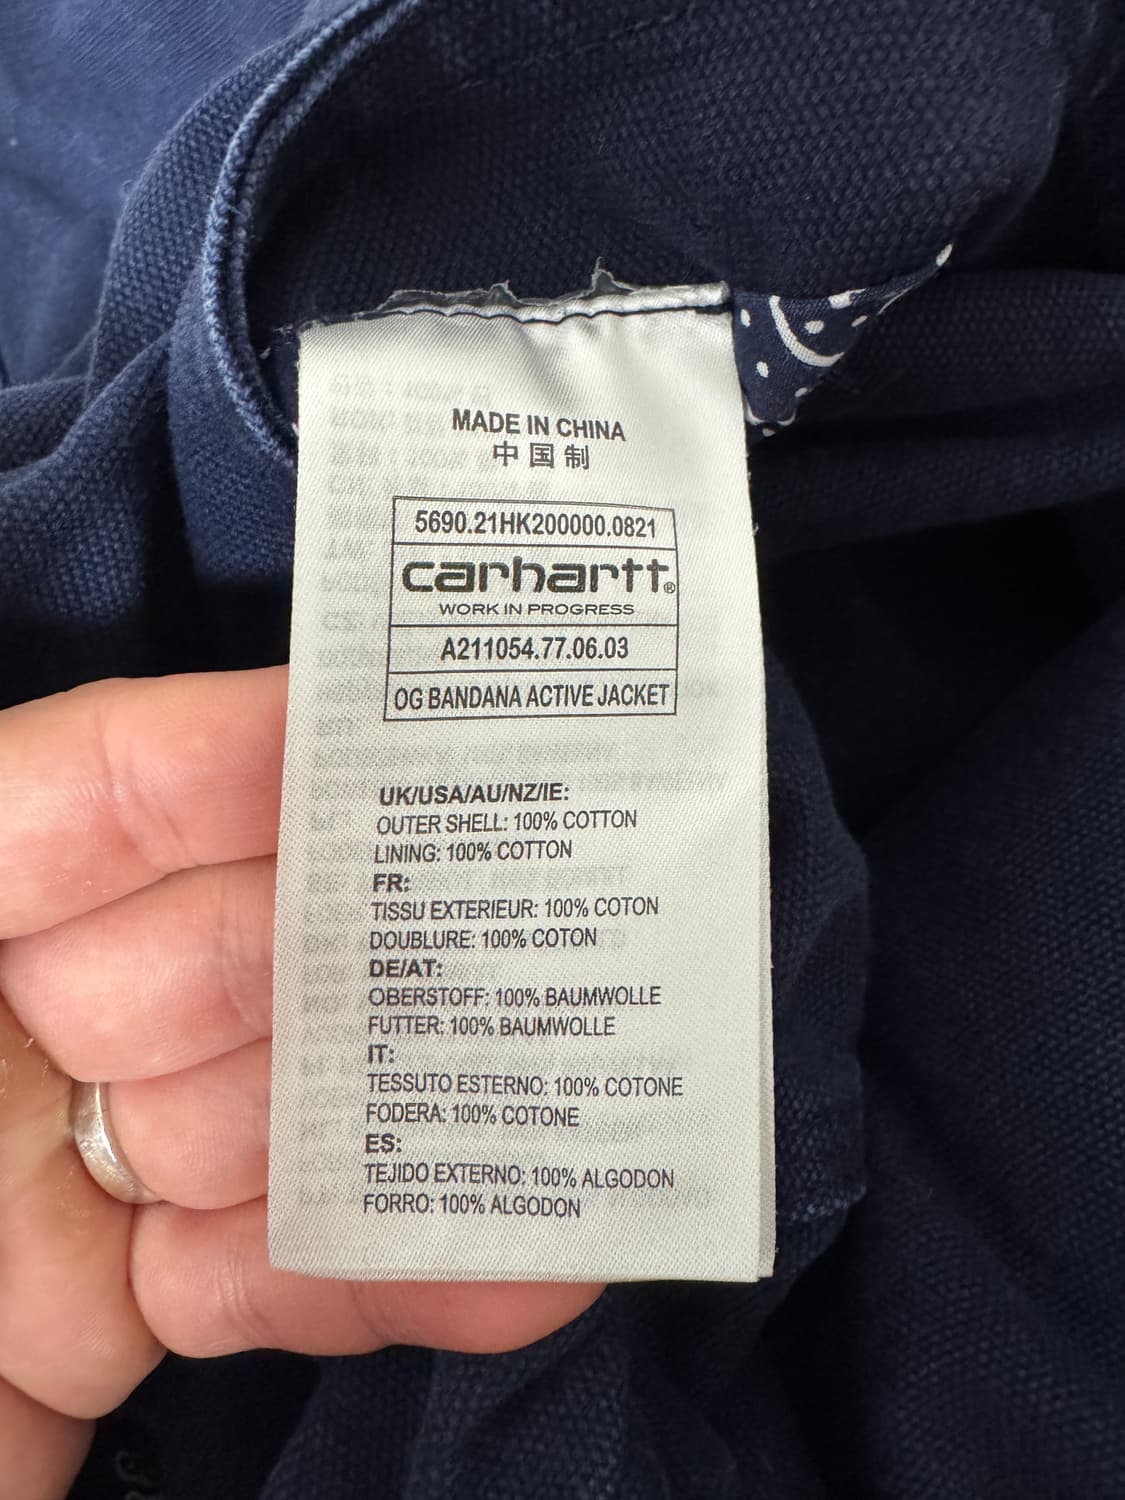 MADE IN CHINA
中国制
5690.21HK200000.0821
carhartt®
WORK IN PROGRESS
A211054.77.06.03
OG BANDANA ACTIVE JACKET
UK/USA/AU/NZ/IE:
OUTER SHELL: 100% COTTON
LINING: 100% COTTON
FR:
TISSU EXTERIEUR: 100% COTON
DOUBLURE: 100% COTON
DE/AT:
OBERSTOFF: 100% BAUMWOLLE
FUTTER: 100% BAUMWOLLE
IT:
TESSUTO ESTERNO: 100% COTONE
FODERA: 100% COTONE
ES:
TEJIDO EXTERNO: 100% ALGODON
FORRO: 100% ALGODON